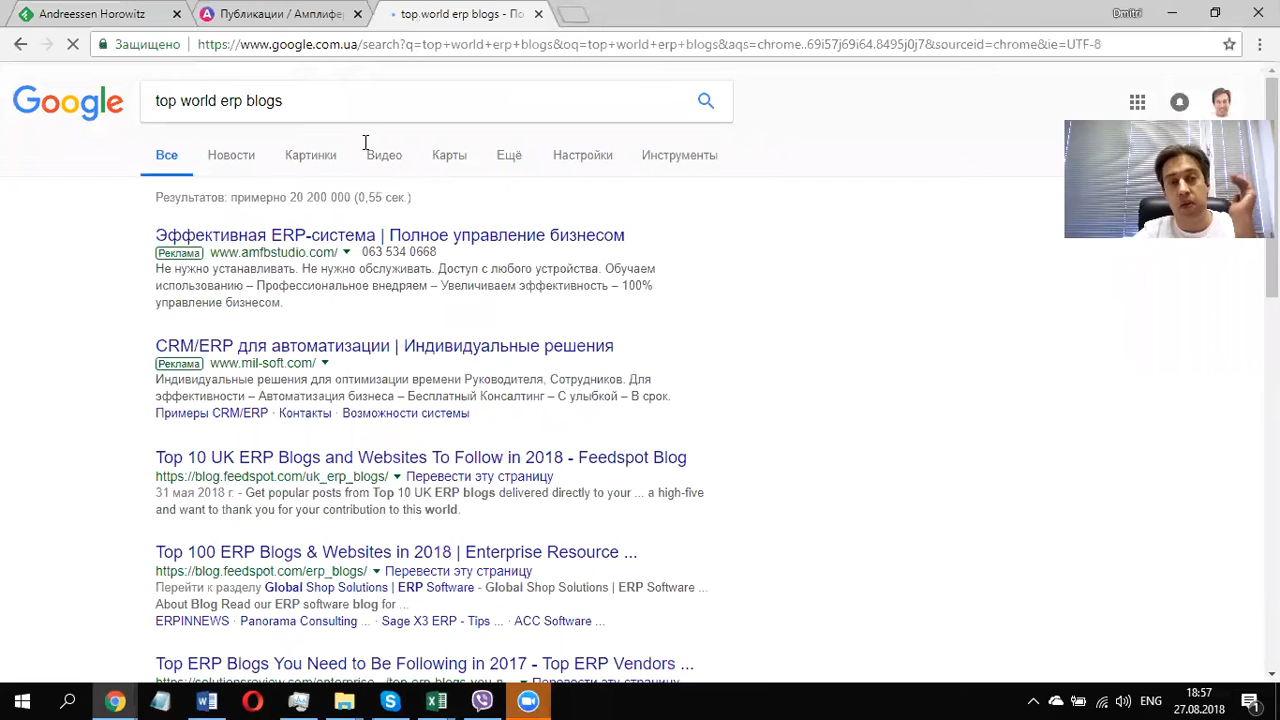 Andreessen Horowitz
Публикации / Амплифе
top world erp blogs - По
Dmitri
Защищено
https://www.google.com.ua/search?q=top+world+erp+blogs&oq=top+world+erp+blogs&aqs=chrome..69i57j69i64.8495j0j7&sourceid=chrome&ie=UTF-8
Google
top world erp blogs
Все Новости Картинки Видео Карты Ещё Настройки Инструменты
Результатов: примерно 20 200 000 (0,55 сек.)
Эффективная ERP-система | Полное управление бизнесом
Реклама www.amfbstudio.com/ 063 534 0668
Не нужно устанавливать. Не нужно обслуживать. Доступ с любого устройства. Обучаем
использованию – Профессиональное внедряем – Увеличиваем эффективность – 100%
управление бизнесом.
CRM/ERP для автоматизации | Индивидуальные решения
Реклама www.mil-soft.com/
Индивидуальные решения для оптимизации времени Руководителя, Сотрудников. Для
эффективности – Автоматизация бизнеса – Бесплатный Консалтинг – С улыбкой – В срок.
Примеры CRM/ERP · Контакты · Возможности системы
Top 10 UK ERP Blogs and Websites To Follow in 2018 - Feedspot Blog
https://blog.feedspot.com/uk_erp_blogs/ Перевести эту страницу
31 мая 2018 г. - Get popular posts from Top 10 UK ERP blogs delivered directly to your ... a high-five
and want to thank you for your contribution to this world.
Top 100 ERP Blogs & Websites in 2018 | Enterprise Resource ...
https://blog.feedspot.com/erp_blogs/ Перевести эту страницу
Перейти к разделу Global Shop Solutions | ERP Software - Global Shop Solutions | ERP Software ...
About Blog Read our ERP software blog for ...
ERPINNEWS · Panorama Consulting ... · Sage X3 ERP - Tips ... · ACC Software ...
Top ERP Blogs You Need to Be Following in 2017 - Top ERP Vendors ...
ENG
18:57
27.08.2018